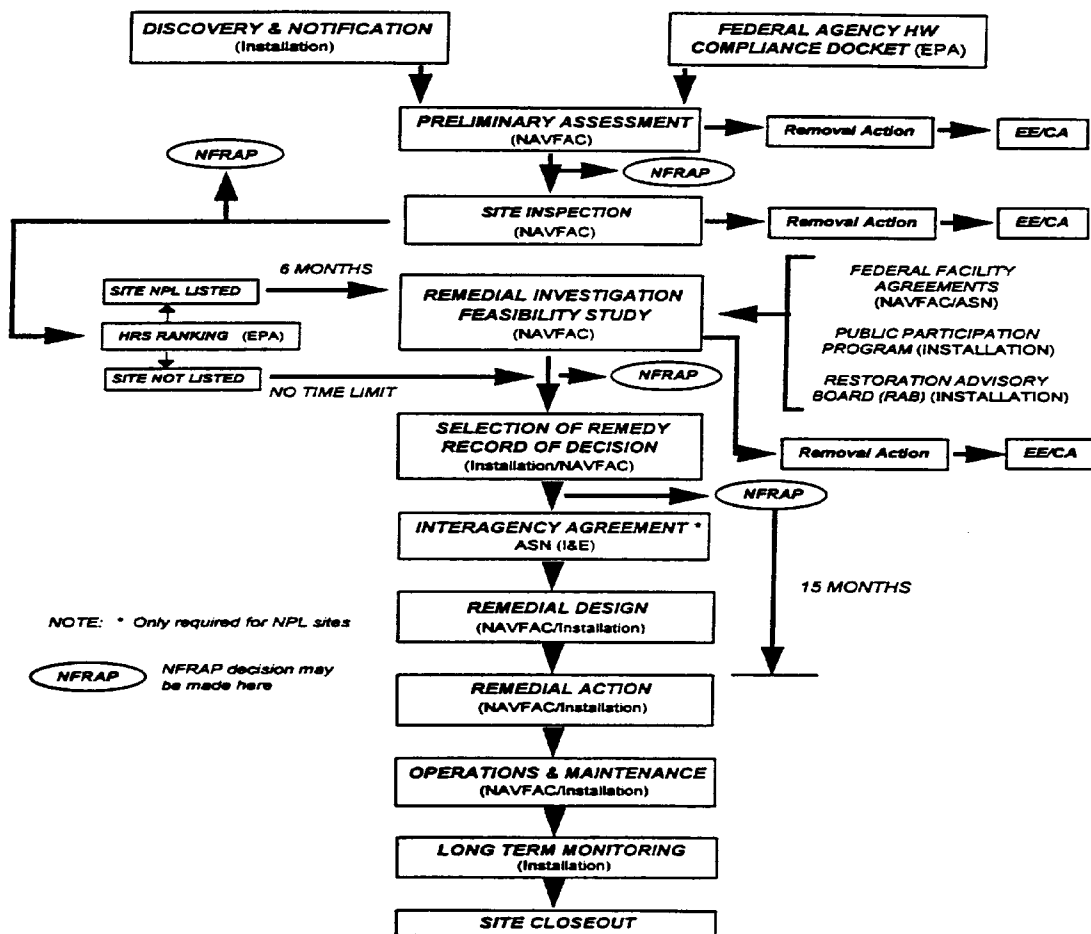 DISCOVERY & NOTIFICATION
(Installation)
FEDERAL AGENCY HW
COMPLIANCE DOCKET (EPA)
PRELIMINARY ASSESSMENT
(NAVFAC)
Removal Action
EE/CA
NFRAP
NFRAP
SITE INSPECTION
(NAVFAC)
Removal Action
EE/CA
6 MONTHS
SITE NPL LISTED
REMEDIAL INVESTIGATION
FEASIBILITY STUDY
(NAVFAC)
FEDERAL FACILITY
AGREEMENTS
(NAVFAC/ASN)
PUBLIC PARTICIPATION
PROGRAM (INSTALLATION)
RESTORATION ADVISORY
BOARD (RAB) (INSTALLATION)
HRS RANKING (EPA)
SITE NOT LISTED
NO TIME LIMIT
NFRAP
SELECTION OF REMEDY
RECORD OF DECISION
(Installation/NAVFAC)
Removal Action
EE/CA
NFRAP
INTERAGENCY AGREEMENT *
ASN (I&E)
15 MONTHS
REMEDIAL DESIGN
(NAVFAC/Installation)
NOTE: * Only required for NPL sites
NFRAP
NFRAP decision may
be made here
REMEDIAL ACTION
(NAVFAC/Installation)
OPERATIONS & MAINTENANCE
(NAVFAC/Installation)
LONG TERM MONITORING
(Installation)
SITE CLOSEOUT